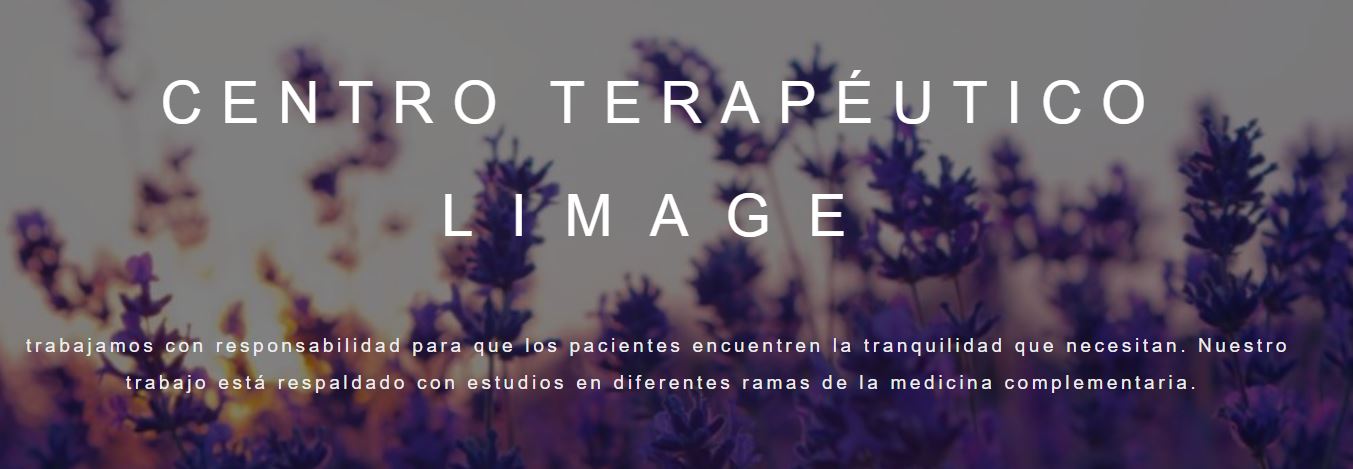 CENTRO TERAPÉUTICO
LIMAGE
trabajamos con responsabilidad para que los pacientes encuentren la tranquilidad que necesitan. Nuestro
trabajo está respaldado con estudios en diferentes ramas de la medicina complementaria.